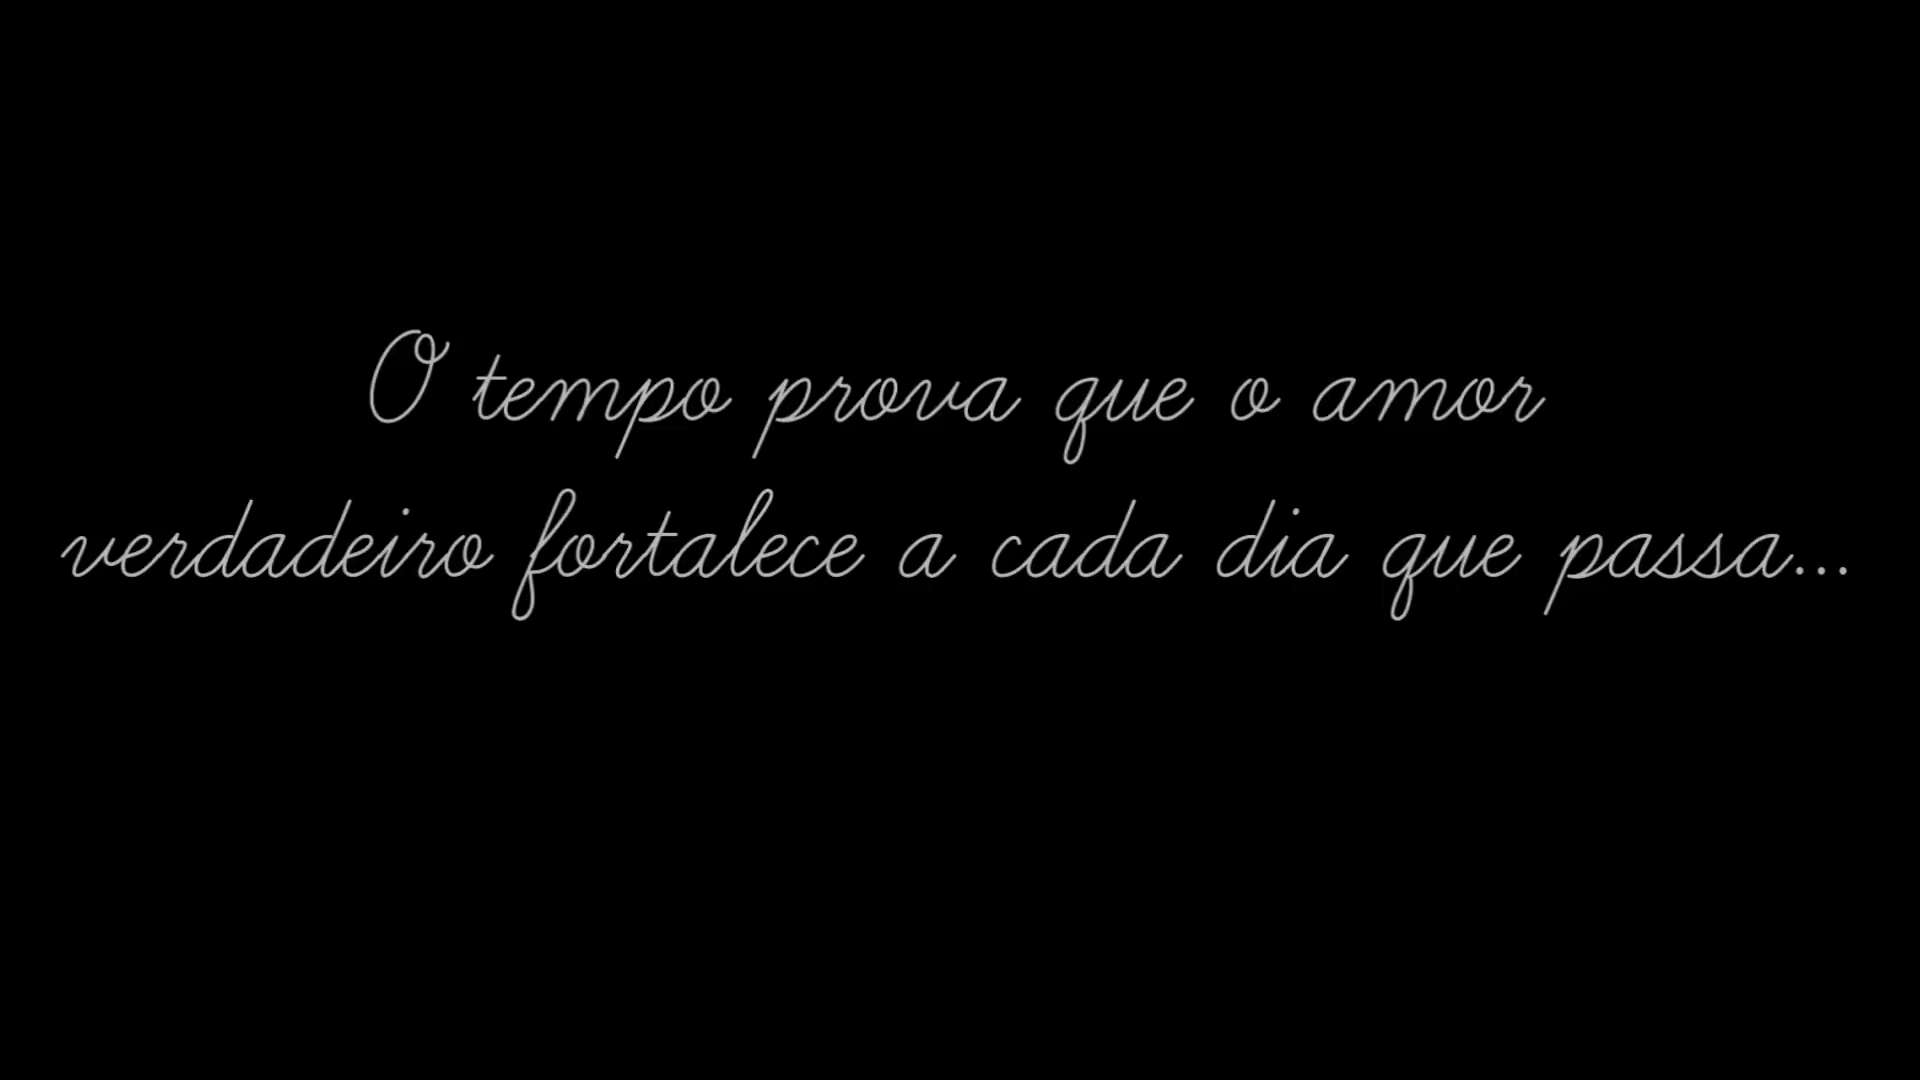 O tempo prova que o amor
verdadeiro fortalece a cada dia que passa...